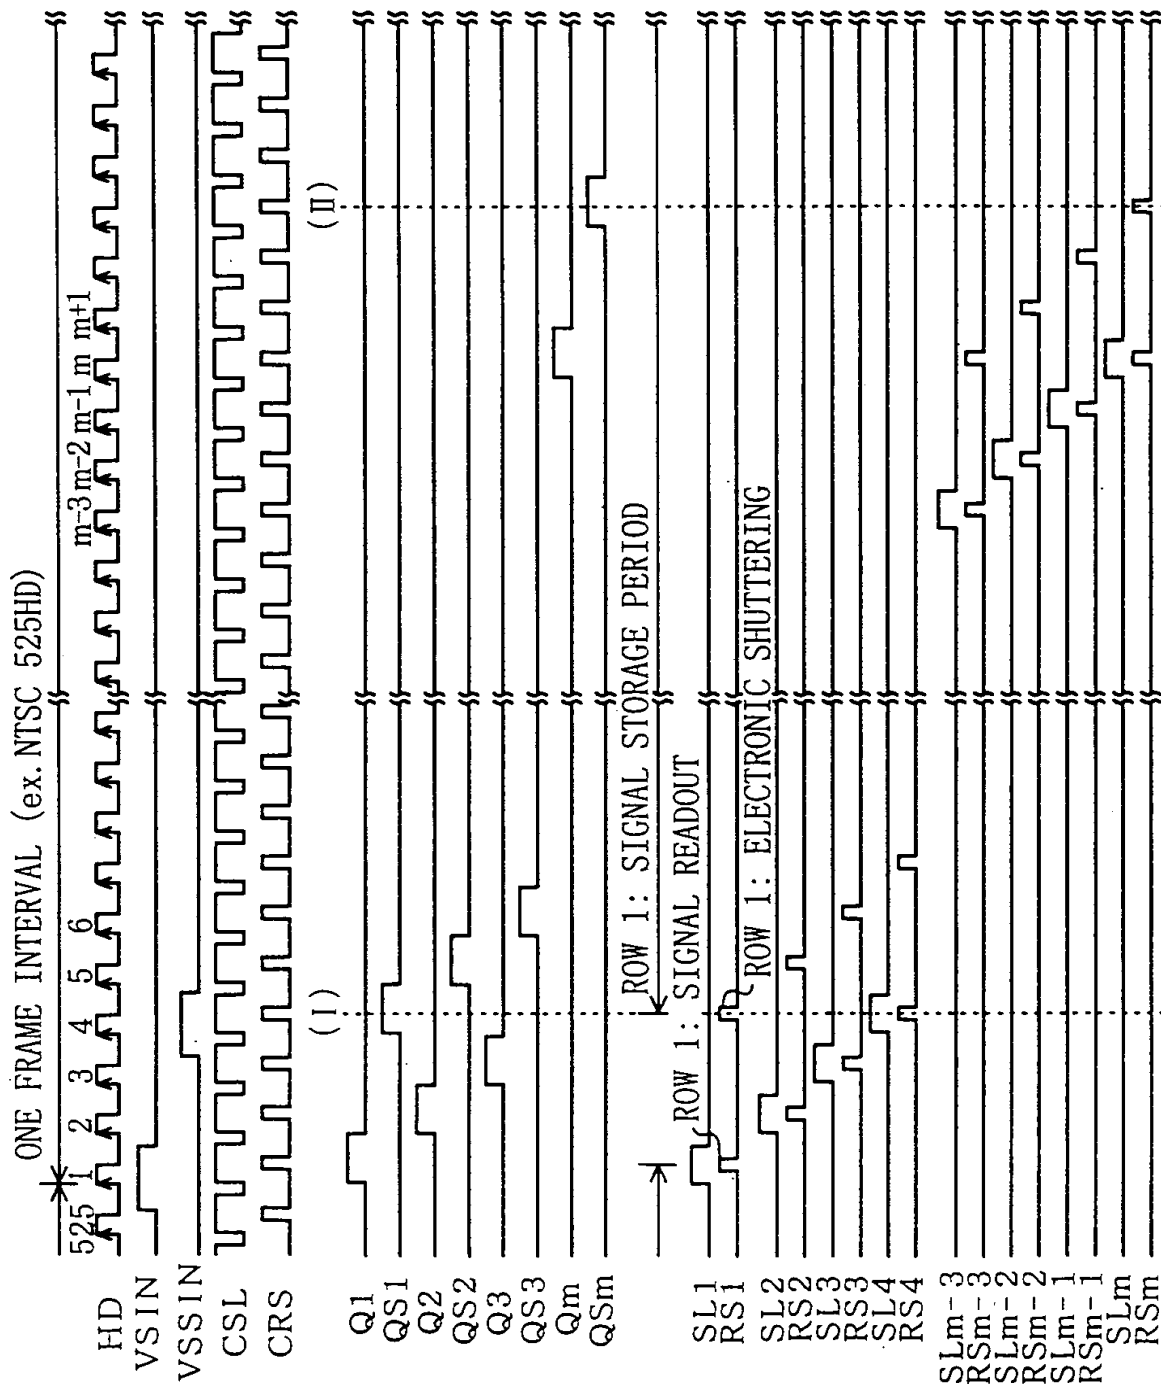 ONE FRAME INTERVAL (ex. NTSC 525HD)
525 1 2 3 4 5 6 m-3 m-2 m-1 m m+1
HD
VSIN
VSSIN
CSL
CRS
(I) (II)
Q1
QS1
Q2
QS2
Q3
QS3
Qm
QSm
ROW 1: SIGNAL STORAGE PERIOD
ROW 1: SIGNAL READOUT
SL1
RS1
ROW 1: ELECTRONIC SHUTTERING
SL2
RS2
SL3
RS3
SL4
RS4
SLm-3
RSm-3
SLm-2
RSm-2
SLm-1
RSm-1
SLm
RSm